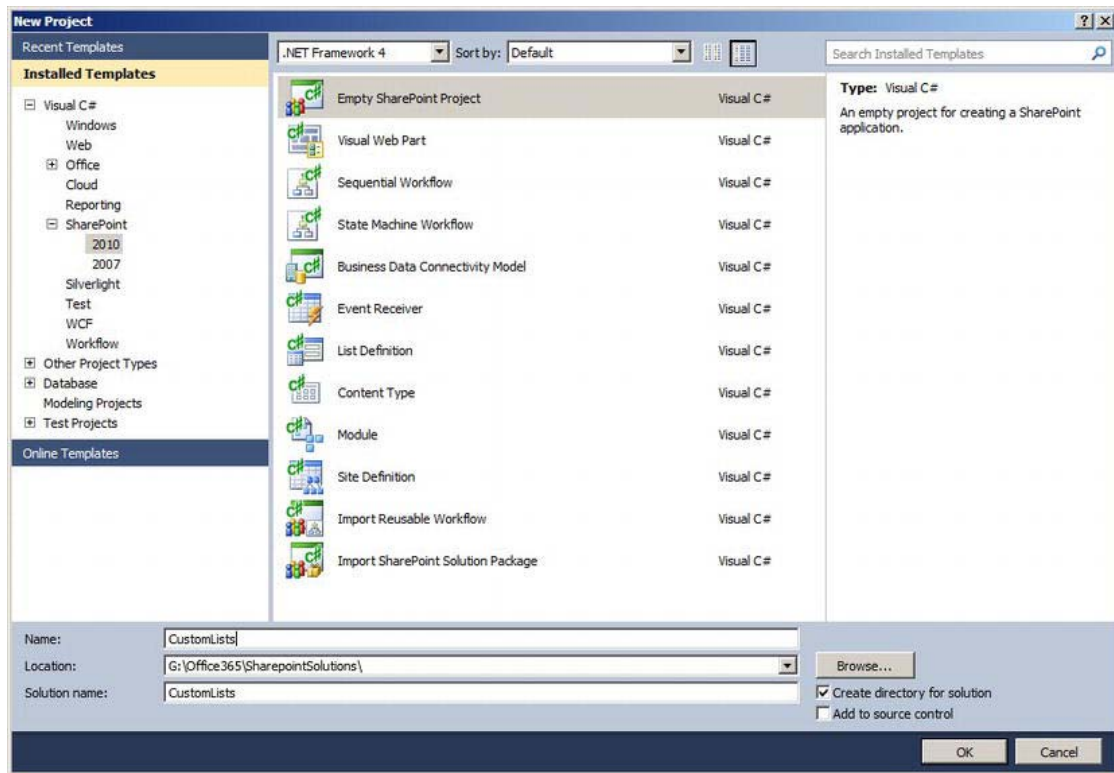 New Project
Recent Templates
.NET Framework 4 Sort by: Default
Search Installed Templates
Installed Templates
Visual C#
Windows
Web
Office
Cloud
Reporting
SharePoint
2010
2007
Silverlight
Test
WCF
Workflow
Other Project Types
Database
Modeling Projects
Test Projects
Online Templates
Empty SharePoint Project Visual C#
Visual Web Part Visual C#
Sequential Workflow Visual C#
State Machine Workflow Visual C#
Business Data Connectivity Model Visual C#
Event Receiver Visual C#
List Definition Visual C#
Content Type Visual C#
Module Visual C#
Site Definition Visual C#
Import Reusable Workflow Visual C#
Import SharePoint Solution Package Visual C#
Type: Visual C#
An empty project for creating a SharePoint
application.
Name: CustomLists
Location: G:\Office365\SharepointSolutions\
Browse...
Solution name: CustomLists
Create directory for solution
Add to source control
OK Cancel